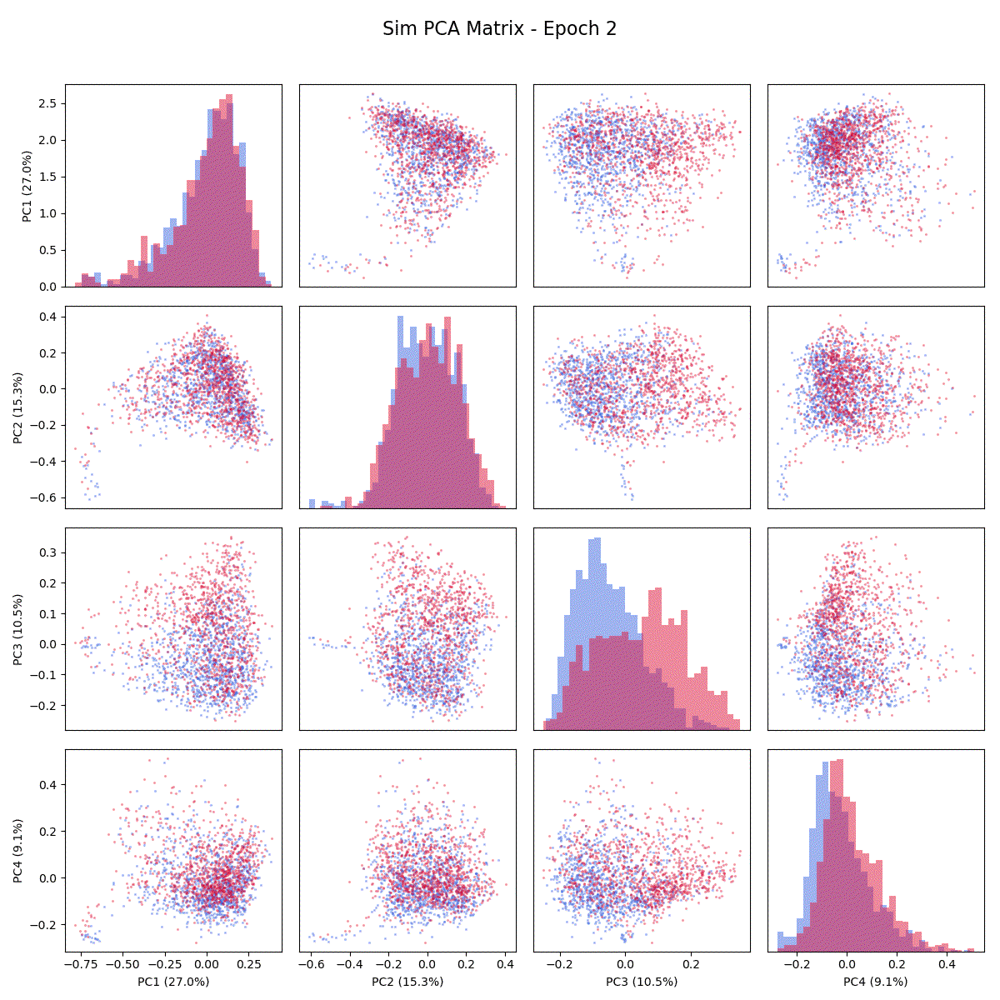 Sim PCA Matrix - Epoch 2
2.5
2.0
1.5
1.0
0.5
0.0
PC1 (27.0%)
0.4
0.2
0.0
−0.2
−0.4
−0.6
PC2 (15.3%)
0.3
0.2
0.1
0.0
−0.1
−0.2
PC3 (10.5%)
0.4
0.2
0.0
−0.2
PC4 (9.1%)
−0.75 −0.50 −0.25 0.00 0.25
PC1 (27.0%)
−0.6 −0.4 −0.2 0.0 0.2 0.4
PC2 (15.3%)
−0.2 0.0 0.2
PC3 (10.5%)
−0.2 0.0 0.2 0.4
PC4 (9.1%)